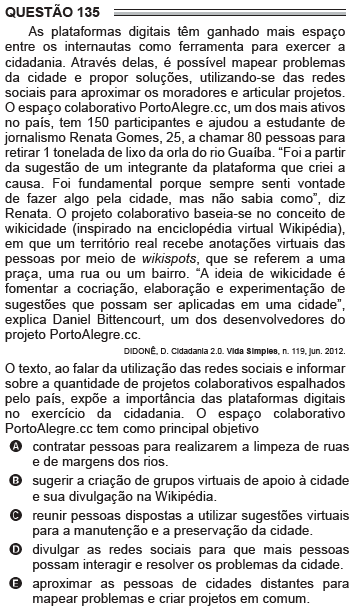 QUESTÃO 135
As plataformas digitais têm ganhado mais espaço
entre os internautas como ferramenta para exercer a
cidadania. Através delas, é possível mapear problemas
da cidade e propor soluções, utilizando-se das redes
sociais para aproximar os moradores e articular projetos.
O espaço colaborativo PortoAlegre.cc, um dos mais ativos
no país, tem 150 participantes e ajudou a estudante de
jornalismo Renata Gomes, 25, a chamar 80 pessoas para
retirar 1 tonelada de lixo da orla do rio Guaíba. “Foi a partir
da sugestão de um integrante da plataforma que criei a
causa. Foi fundamental porque sempre senti vontade
de fazer algo pela cidade, mas não sabia como”, diz
Renata. O projeto colaborativo baseia-se no conceito de
wikicidade (inspirado na enciclopédia virtual Wikipédia),
em que um território real recebe anotações virtuais das
pessoas por meio de wikispots, que se referem a uma
praça, uma rua ou um bairro. “A ideia de wikicidade é
fomentar a cocriação, elaboração e experimentação de
sugestões que possam ser aplicadas em uma cidade”,
explica Daniel Bittencourt, um dos desenvolvedores do
projeto PortoAlegre.cc.
DIDONÊ, D. Cidadania 2.0. Vida Simples, n. 119, jun. 2012.
O texto, ao falar da utilização das redes sociais e informar
sobre a quantidade de projetos colaborativos espalhados
pelo país, expõe a importância das plataformas digitais
no exercício da cidadania. O espaço colaborativo
PortoAlegre.cc tem como principal objetivo
A contratar pessoas para realizarem a limpeza de ruas
e de margens dos rios.
B sugerir a criação de grupos virtuais de apoio à cidade
e sua divulgação na Wikipédia.
C reunir pessoas dispostas a utilizar sugestões virtuais
para a manutenção e a preservação da cidade.
D divulgar as redes sociais para que mais pessoas
possam interagir e resolver os problemas da cidade.
E aproximar as pessoas de cidades distantes para
mapear problemas e criar projetos em comum.